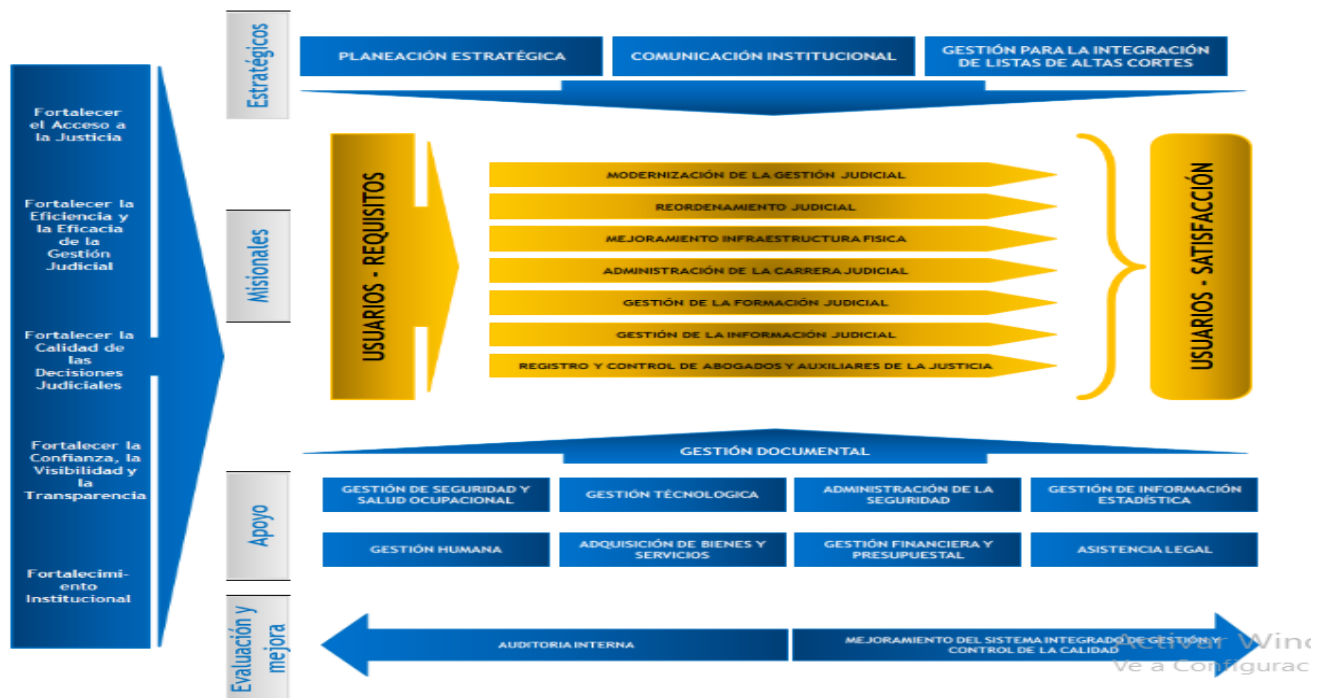 Fortalecer
el Acceso a
la Justicia
Fortalecer la
Eficiencia y
la Eficacia
de la
Gestión
Judicial
Fortalecer la
Calidad de
las
Decisiones
Judiciales
Fortalecer la
Confianza, la
Visibilidad y
la
Transparencia
Fortalecimi-
ento
Institucional
Estratégicos
PLANEACIÓN ESTRATÉGICA
COMUNICACIÓN INSTITUCIONAL
GESTIÓN PARA LA INTEGRACIÓN
DE LISTAS DE ALTAS CORTES
Misionales
USUARIOS - REQUISITOS
MODERNIZACIÓN DE LA GESTIÓN JUDICIAL
REORDENAMIENTO JUDICIAL
MEJORAMIENTO INFRAESTRUCTURA FISICA
ADMINISTRACIÓN DE LA CARRERA JUDICIAL
GESTIÓN DE LA FORMACIÓN JUDICIAL
GESTIÓN DE LA INFORMACIÓN JUDICIAL
REGISTRO Y CONTROL DE ABOGADOS Y AUXILIARES DE LA JUSTICIA
USUARIOS - SATISFACCIÓN
Apoyo
GESTIÓN DOCUMENTAL
GESTIÓN DE SEGURIDAD Y
SALUD OCUPACIONAL
GESTIÓN TÉCNOLOGICA
ADMINISTRACIÓN DE LA
SEGURIDAD
GESTIÓN DE INFORMACIÓN
ESTADÍSTICA
GESTIÓN HUMANA
ADQUISICIÓN DE BIENES Y
SERVICIOS
GESTIÓN FINANCIERA Y
PRESUPUESTAL
ASISTENCIA LEGAL
Evaluación y
mejora
AUDITORIA INTERNA
MEJORAMIENTO DEL SISTEMA INTEGRADO DE GESTIÓN Y
CONTROL DE LA CALIDAD
Activar Wind
Ve a Configurac